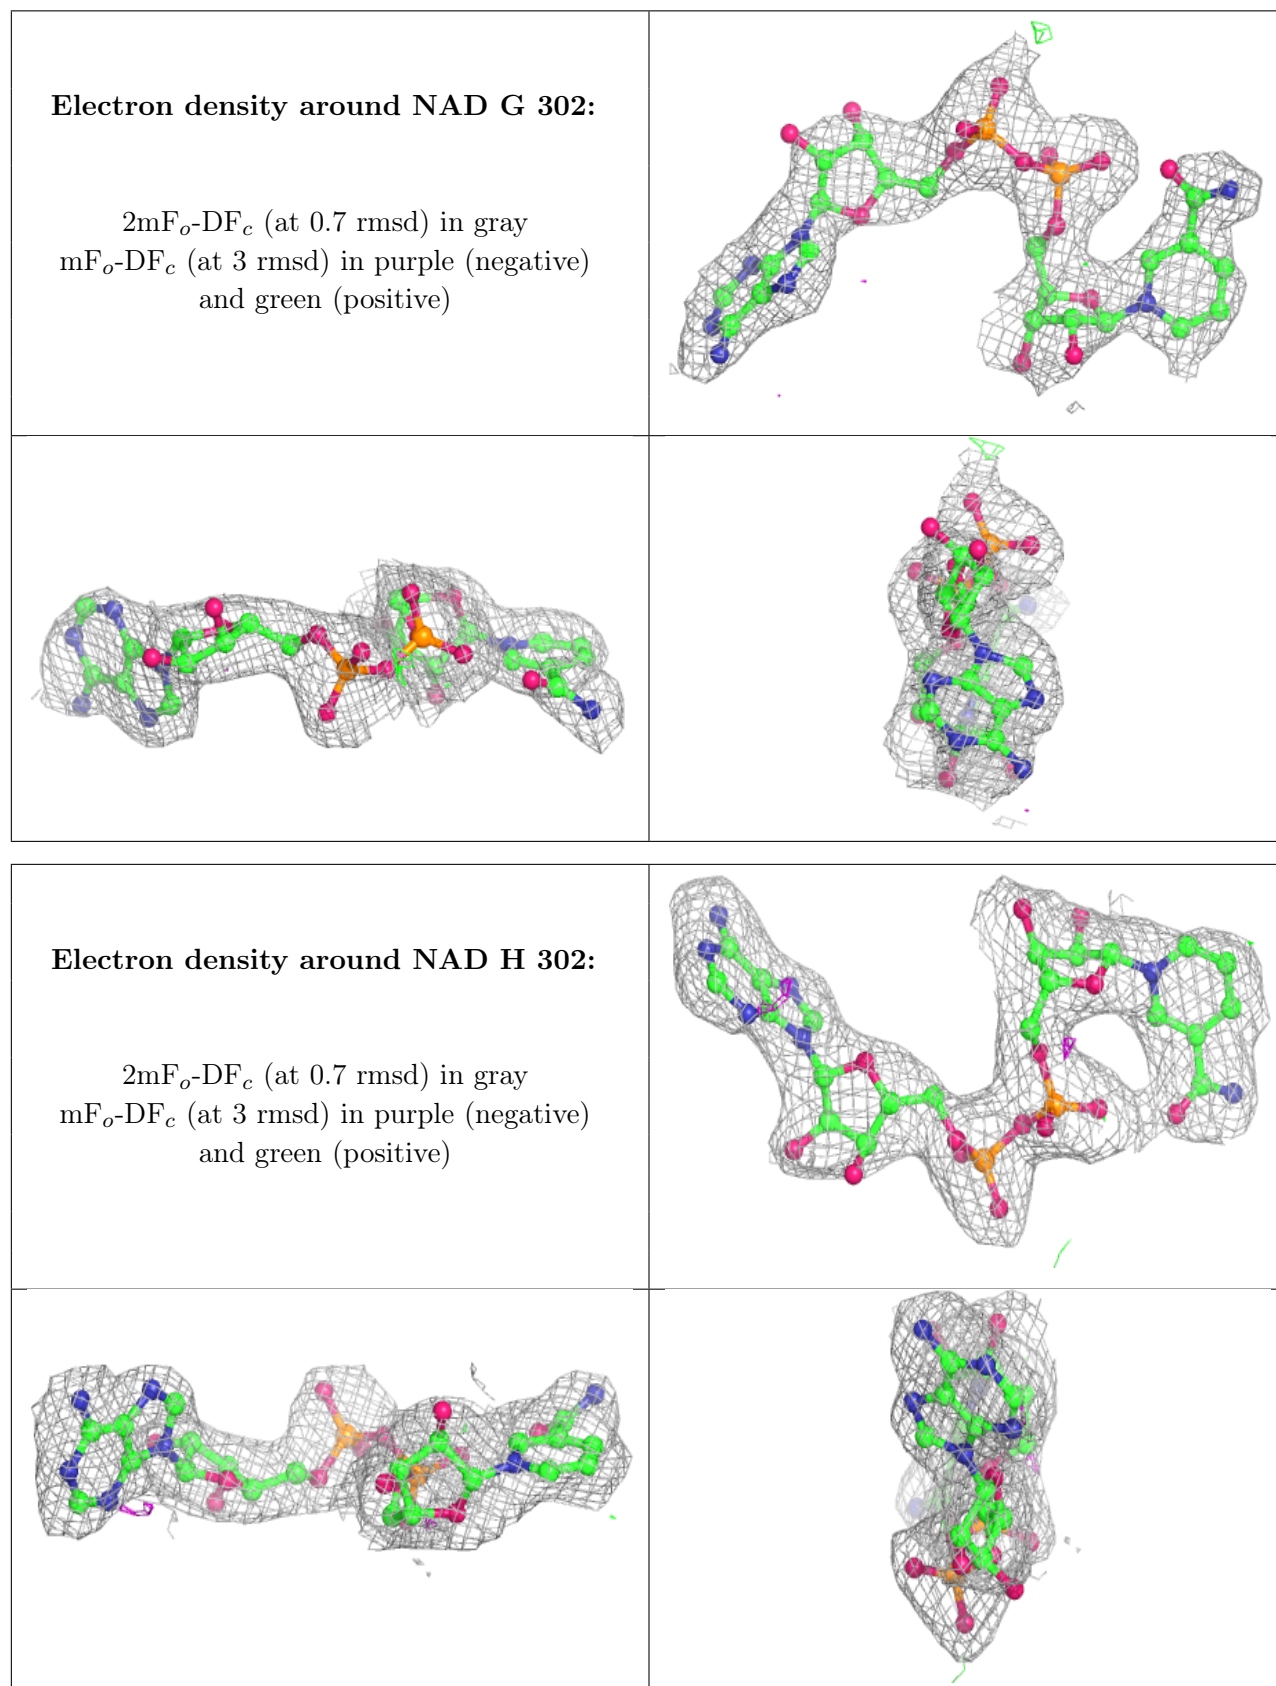 Electron density around NAD G 302:
2mFo-DFc (at 0.7 rmsd) in gray
mFo-DFc (at 3 rmsd) in purple (negative)
and green (positive)
Electron density around NAD H 302:
2mFo-DFc (at 0.7 rmsd) in gray
mFo-DFc (at 3 rmsd) in purple (negative)
and green (positive)